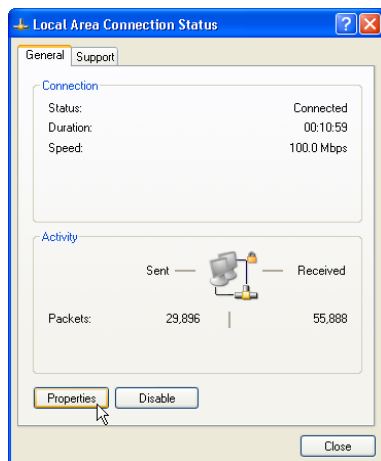 Local Area Connection Status
General Support
Connection
Status: Connected
Duration: 00:10:59
Speed: 100.0 Mbps
Activity
Sent — — Received
Packets: 29,896 | 55,888
Properties Disable
Close